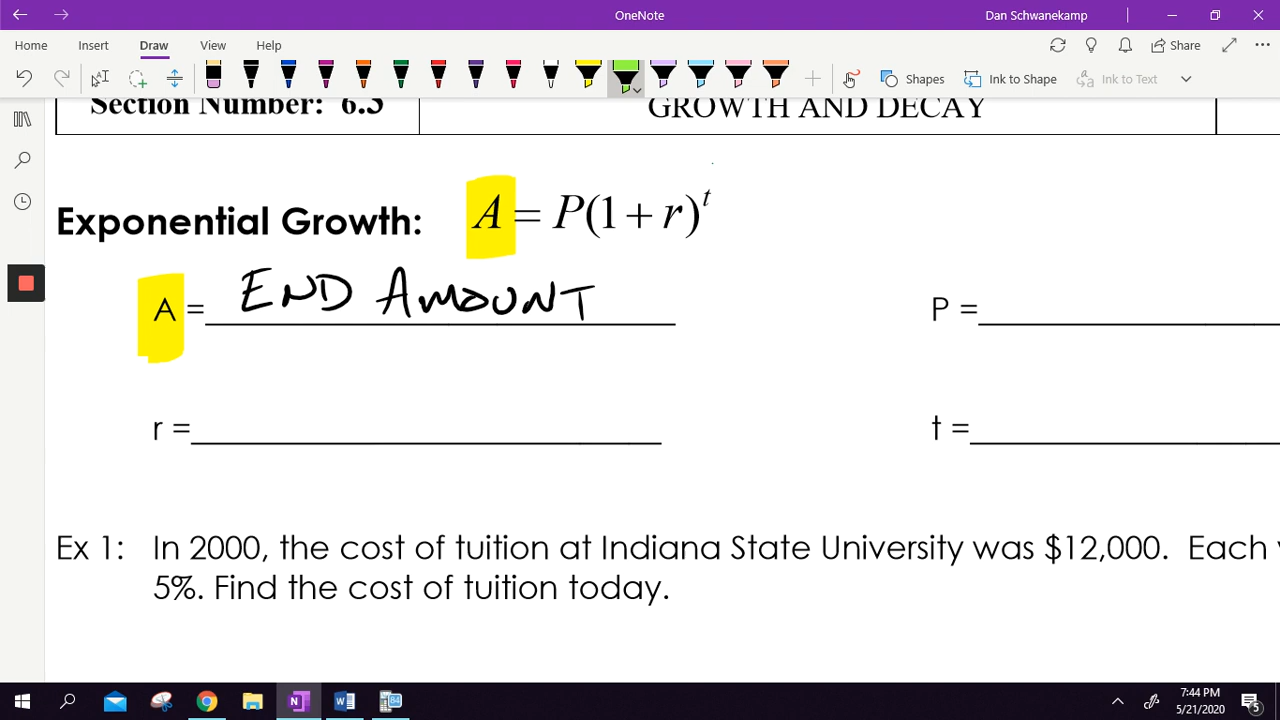 OneNote
Dan Schwanekamp
Home Insert Draw View Help
Share
Shapes Ink to Shape Ink to Text
Section Number: 6.3
GROWTH AND DECAY
Exponential Growth: A = P(1 + r)^t
A = END AMOUNT
P =
r =
t =
Ex 1: In 2000, the cost of tuition at Indiana State University was $12,000. Each
5%. Find the cost of tuition today.
7:44 PM
5/21/2020
5